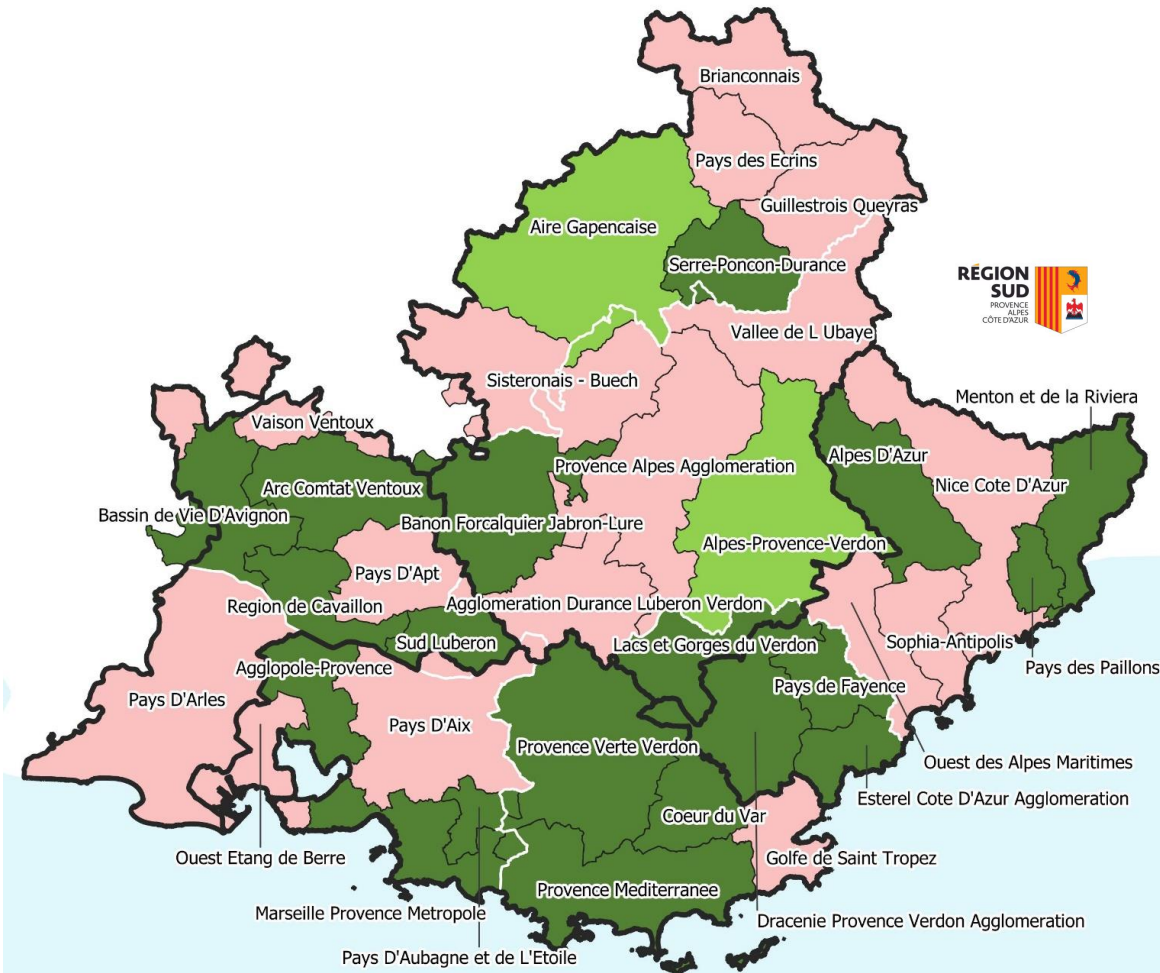 Brianconnais
Pays des Ecrins
Guillestrois Queyras
Aire Gapencaise
Serre-Poncon-Durance
RÉGION
SUD
PROVENCE
ALPES
CÔTE D'AZUR
Vallee de L Ubaye
Sisteronais - Buech
Menton et de la Riviera
Vaison Ventoux
Alpes D'Azur
Provence Alpes Agglomeration
Arc Comtat Ventoux
Nice Cote D'Azur
Bassin de Vie D'Avignon
Banon Forcalquier Jabron-Lure
Alpes-Provence-Verdon
Pays D'Apt
Region de Cavaillon
Agglomeration Durance Luberon Verdon
Sud Luberon
Lacs et Gorges du Verdon
Sophia-Antipolis
Agglopole-Provence
Pays des Paillons
Pays de Fayence
Pays D'Arles
Pays D'Aix
Provence Verte Verdon
Ouest des Alpes Maritimes
Esterel Cote D'Azur Agglomeration
Coeur du Var
Ouest Etang de Berre
Golfe de Saint Tropez
Provence Mediterranee
Marseille Provence Metropole
Dracenie Provence Verdon Agglomeration
Pays D'Aubagne et de L'Etoile